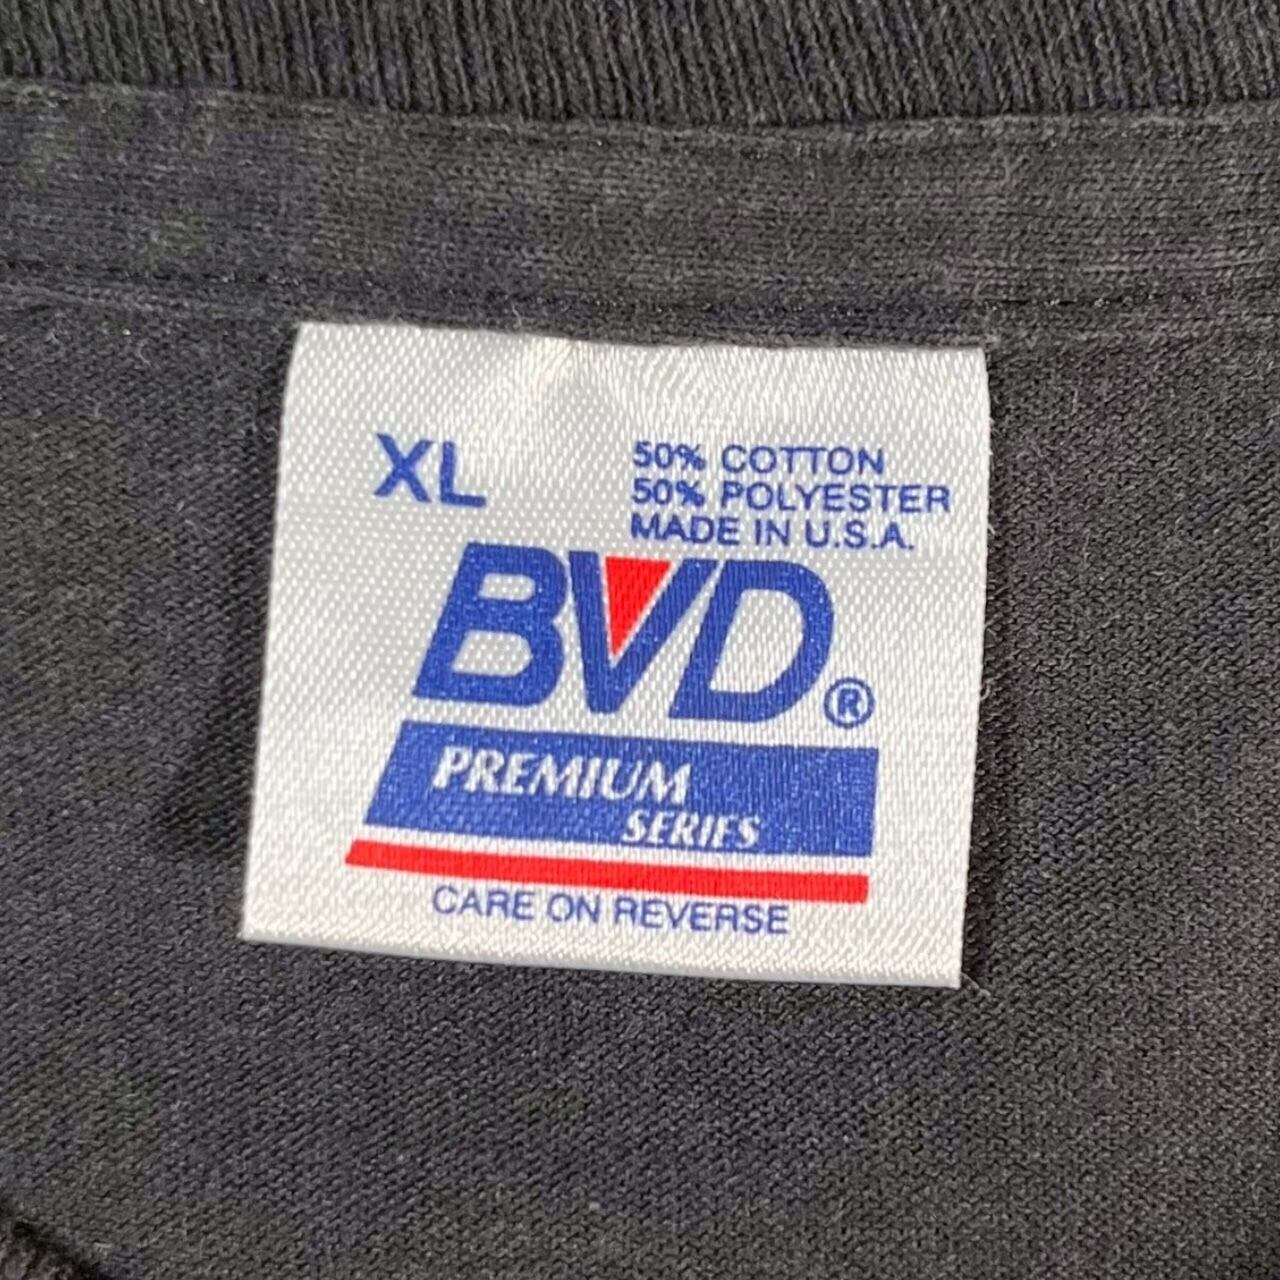 XL
50% COTTON
50% POLYESTER
MADE IN U.S.A.
BVD®
PREMIUM
SERIES
CARE ON REVERSE